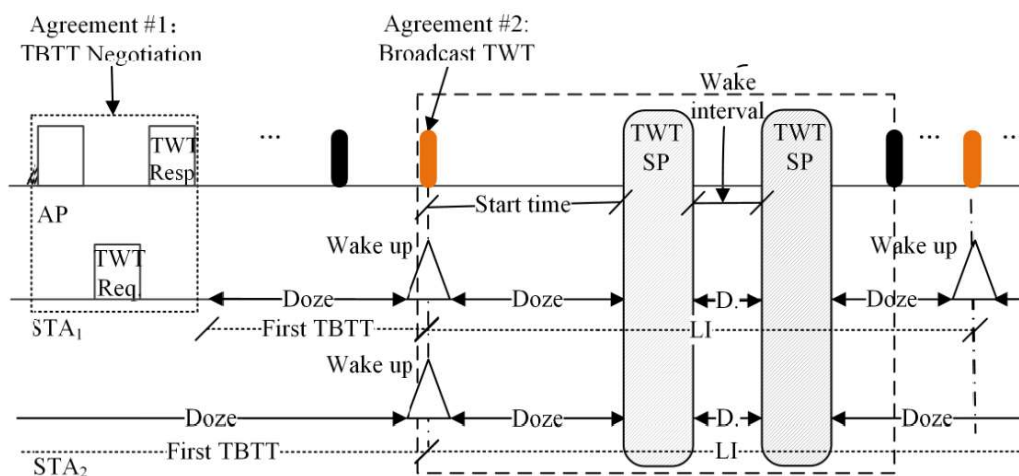 Agreement #1:
TBTT Negotiation
Agreement #2:
Broadcast TWT
Wake
interval
TWT
Resp
...
TWT
SP
TWT
SP
...
...
AP
Start time
TWT
Req
Wake up
Wake up
Doze
Doze
D.
Doze
STA₁
First TBTT
LI
Wake up
Doze
Doze
D.
Doze
STA₂
First TBTT
LI